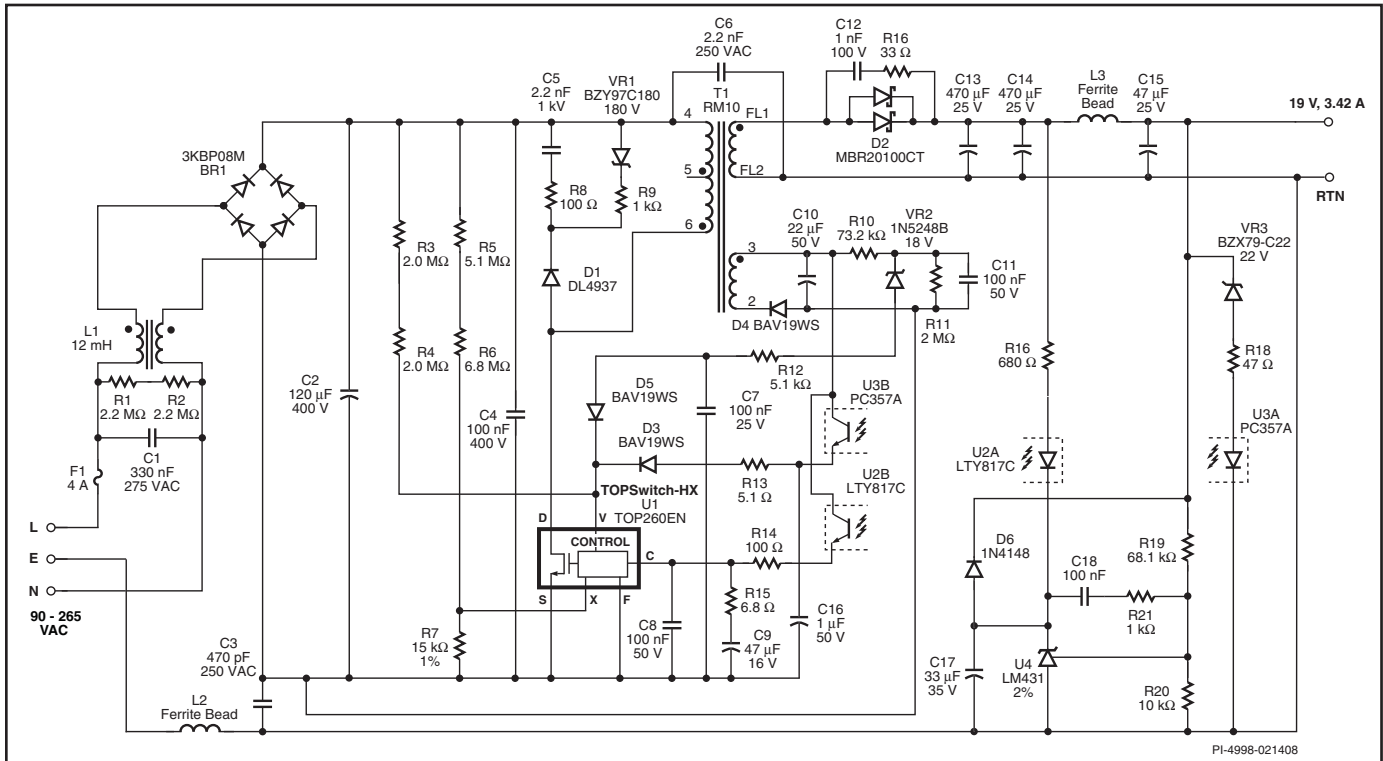 C6
2.2 nF
250 VAC
C12
1 nF
100 V
R16
33 Ω
C5
2.2 nF
1 kV
VR1
BZY97C180
180 V
T1
RM10
C13
470 µF
25 V
C14
470 µF
25 V
L3
Ferrite
Bead
C15
47 µF
25 V
19 V, 3.42 A
4
FL1
D2
MBR20100CT
3KBP08M
BR1
5
FL2
R8
100 Ω
R9
1 kΩ
RTN
6
C10
22 µF
50 V
R10
73.2 kΩ
VR2
1N5248B
18 V
VR3
BZX79-C22
22 V
R3
2.0 MΩ
R5
5.1 MΩ
3
C11
100 nF
50 V
D1
DL4937
2
D4 BAV19WS
R11
2 MΩ
L1
12 mH
R4
2.0 MΩ
R6
6.8 MΩ
R16
680 Ω
R18
47 Ω
R12
5.1 kΩ
C2
120 µF
400 V
D5
BAV19WS
C7
100 nF
25 V
U3B
PC357A
U3A
PC357A
R1
2.2 MΩ
R2
2.2 MΩ
C4
100 nF
400 V
D3
BAV19WS
U2A
LTY817C
C1
330 nF
275 VAC
F1
4 A
R13
5.1 Ω
U2B
LTY817C
TOPSwitch-HX
U1
TOP260EN
D
V
L
CONTROL
C
R14
100 Ω
D6
1N4148
R19
68.1 kΩ
E
C18
100 nF
N
S
X
F
R15
6.8 Ω
R21
1 kΩ
90 - 265
VAC
C16
1 µF
50 V
R7
15 kΩ
1%
C8
100 nF
50 V
C9
47 µF
16 V
C3
470 pF
250 VAC
C17
33 µF
35 V
U4
LM431
2%
R20
10 kΩ
L2
Ferrite Bead
PI-4998-021408